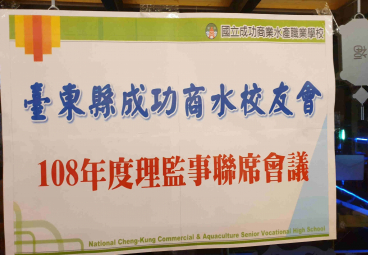 國立成功商業水產職業學校
臺東縣成功商水校友會
108年度理監事聯席會議
National Cheng-Kung Commercial & Aquaculture Senior Vocational High School